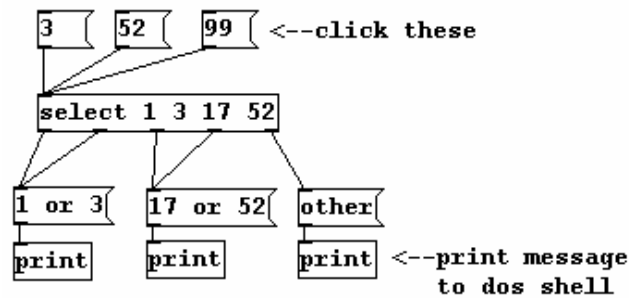 3 52 99 <--click these
select 1 3 17 52
1 or 3 17 or 52 other
print print print <--print message
to dos shell